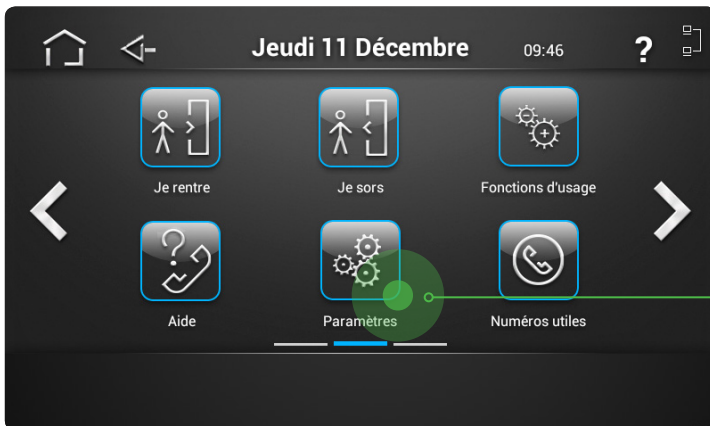 Jeudi 11 Décembre 09:46 ?
Je rentre Je sors Fonctions d'usage
Aide Paramètres Numéros utiles